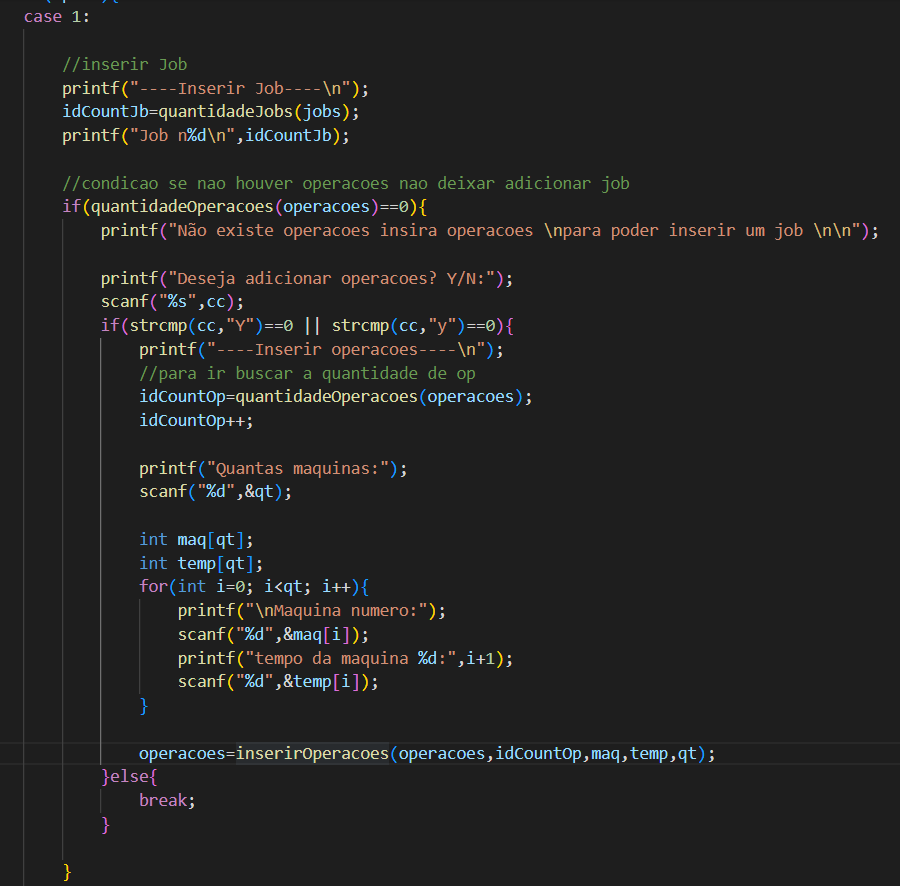 case 1:
//inserir Job
printf("----Inserir Job----\n");
idCountJb=quantidadeJobs(jobs);
printf("Job n%d\n",idCountJb);
//condicao se nao houver operacoes nao deixar adicionar job
if(quantidadeOperacoes(operacoes)==0){
printf("Não existe operacoes insira operacoes \npara poder inserir um job \n\n");
printf("Deseja adicionar operacoes? Y/N:");
scanf("%s",cc);
if(strcmp(cc,"Y")==0 || strcmp(cc,"y")==0){
printf("----Inserir operacoes----\n");
//para ir buscar a quantidade de op
idCountOp=quantidadeOperacoes(operacoes);
idCountOp++;
printf("Quantas maquinas:");
scanf("%d",&qt);
int maq[qt];
int temp[qt];
for(int i=0; i<qt; i++){
printf("\nMaquina numero:");
scanf("%d",&maq[i]);
printf("tempo da maquina %d:",i+1);
scanf("%d",&temp[i]);
}
operacoes=inserirOperacoes(operacoes,idCountOp,maq,temp,qt);
}else{
break;
}
}